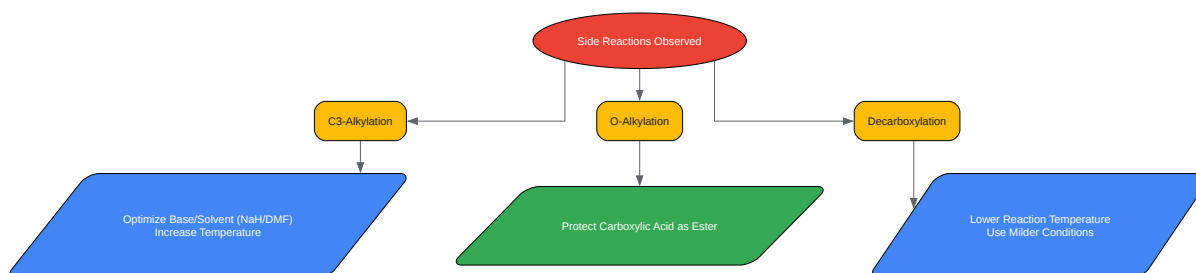 Side Reactions Observed
C3-Alkylation
O-Alkylation
Decarboxylation
Optimize Base/Solvent (NaH/DMF)
Increase Temperature
Protect Carboxylic Acid as Ester
Lower Reaction Temperature
Use Milder Conditions